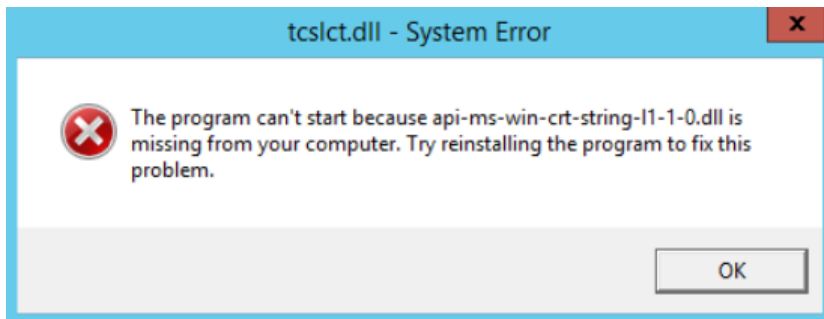 tcslct.dll - System Error
x
The program can't start because api-ms-win-crt-string-l1-1-0.dll is
missing from your computer. Try reinstalling the program to fix this
problem.
OK